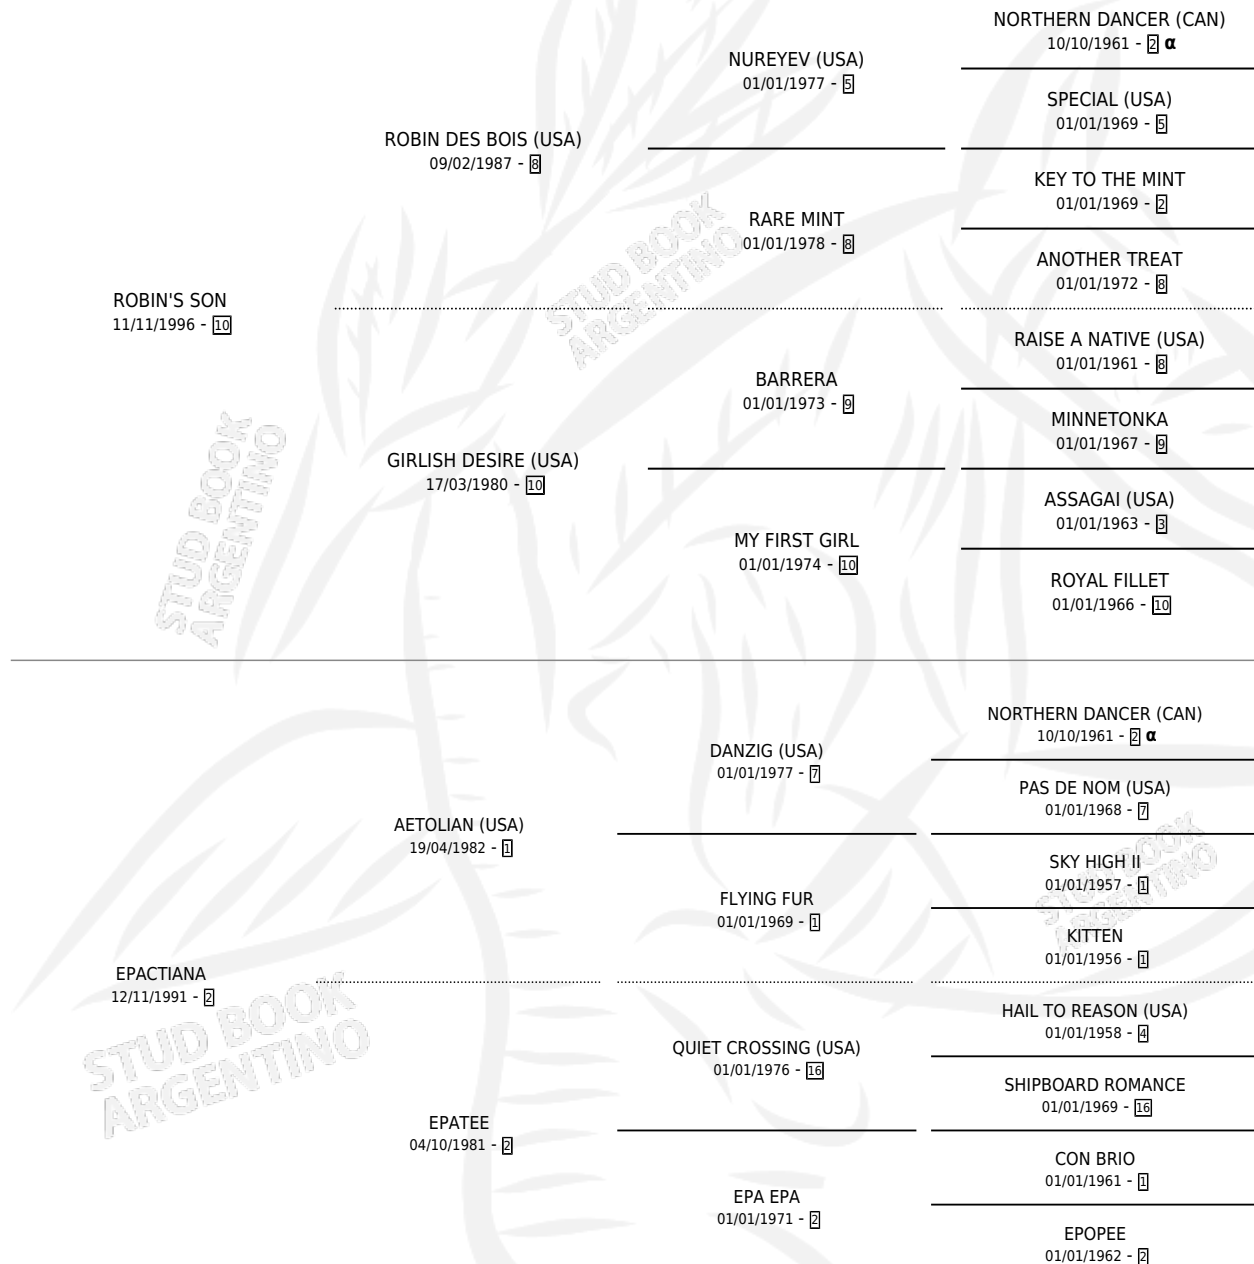 NORTHERN DANCER (CAN)
10/10/1961 - 2 α
NUREYEV (USA)
01/01/1977 - 5
SPECIAL (USA)
01/01/1969 - 5
ROBIN DES BOIS (USA)
09/02/1987 - 8
KEY TO THE MINT
01/01/1969 - 2
RARE MINT
01/01/1978 - 8
ANOTHER TREAT
01/01/1972 - 8
ROBIN'S SON
11/11/1996 - 10
RAISE A NATIVE (USA)
01/01/1961 - 8
BARRERA
01/01/1973 - 9
MINNETONKA
01/01/1967 - 9
GIRLISH DESIRE (USA)
17/03/1980 - 10
ASSAGAI (USA)
01/01/1963 - 3
MY FIRST GIRL
01/01/1974 - 10
ROYAL FILLET
01/01/1966 - 10
NORTHERN DANCER (CAN)
10/10/1961 - 2 α
DANZIG (USA)
01/01/1977 - 7
PAS DE NOM (USA)
01/01/1968 - 7
AETOLIAN (USA)
19/04/1982 - 1
SKY HIGH II
01/01/1957 - 1
FLYING FUR
01/01/1969 - 1
KITTEN
01/01/1956 - 1
EPACTIANA
12/11/1991 - 2
HAIL TO REASON (USA)
01/01/1958 - 4
QUIET CROSSING (USA)
01/01/1976 - 16
SHIPBOARD ROMANCE
01/01/1969 - 16
EPATEE
04/10/1981 - 2
CON BRIO
01/01/1961 - 1
EPA EPA
01/01/1971 - 2
EPOPEE
01/01/1962 - 2
STUD BOOK
ARGENTINO
STUD BOOK
ARGENTINO
STUD BOOK
ARGENTINO
STUD BOOK
ARGENTINO